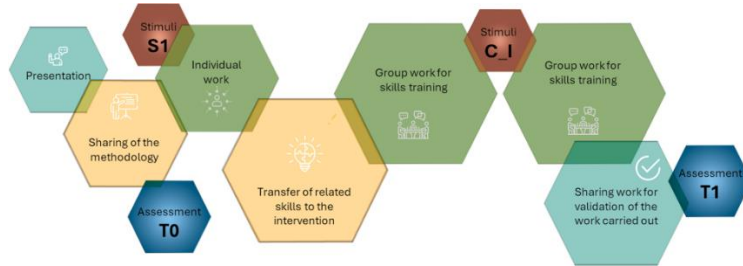 Presentation
Stimuli
S1
Individual
work
Sharing of the
methodology
Assessment
T0
Transfer of related
skills to the
intervention
Group work for
skills training
Stimuli
C_I
Group work for
skills training
Sharing work for
validation of the
work carried out
Assessment
T1